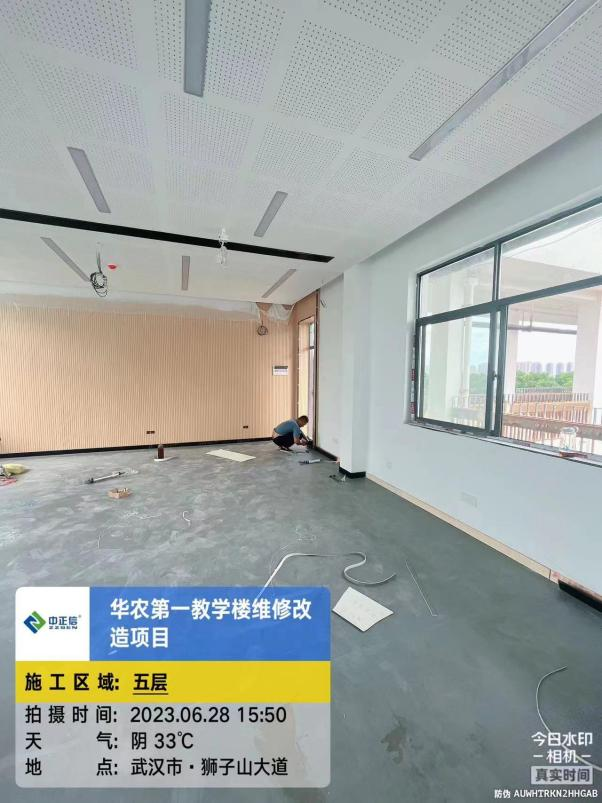 中正信®
ZZSEN
华农第一教学楼维修改
造项目
施工区域: 五层
拍摄时间: 2023.06.28 15:50
天气: 阴 33℃
地点: 武汉市·狮子山大道
今日水印
-相机-
真实时间
防伪 AUWHTRKN2HHGAB